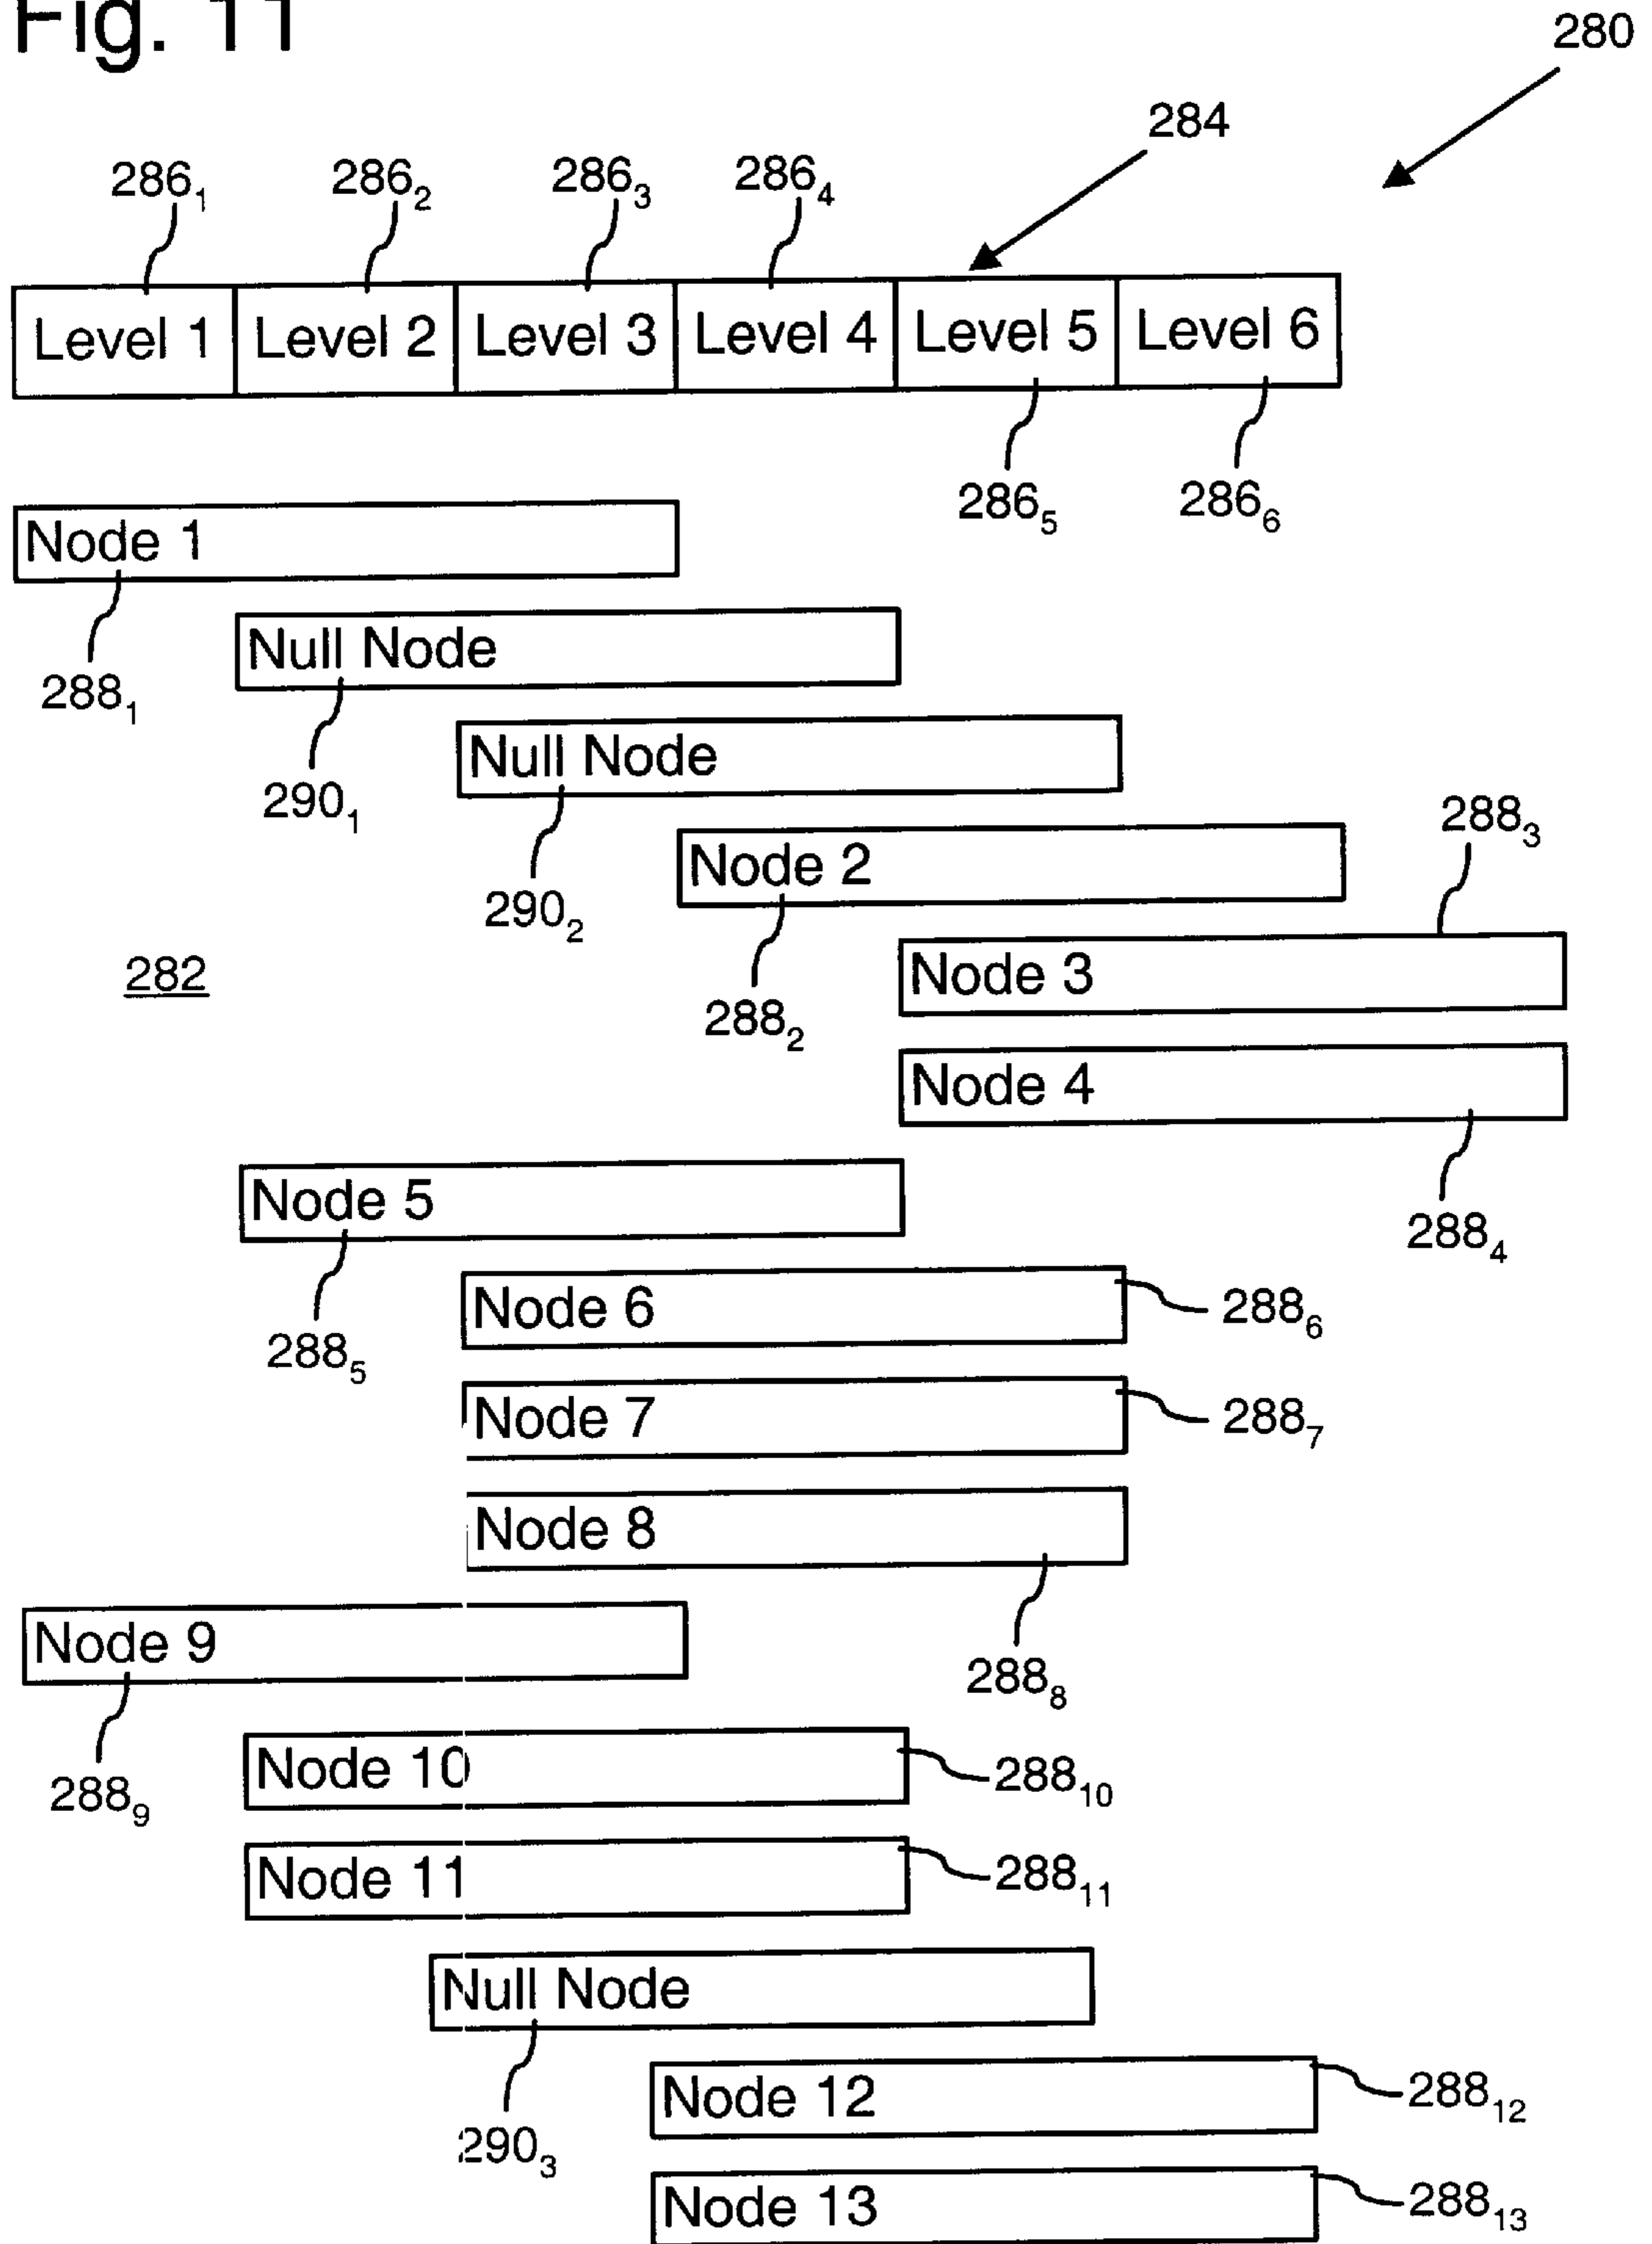 Fig. 11
280
284
286₁ 286₂ 286₃ 286₄
Level 1 Level 2 Level 3 Level 4 Level 5 Level 6
286₅ 286₆
Node 1
288₁
Null Node
290₁
Null Node
290₂
Node 2
288₂
288₃
Node 3
282
Node 4
288₄
Node 5
288₅
Node 6 288₆
Node 7 288₇
Node 8
288₈
Node 9
288₉
Node 10 288₁₀
Node 11 288₁₁
Null Node
290₃
Node 12 288₁₂
Node 13 288₁₃